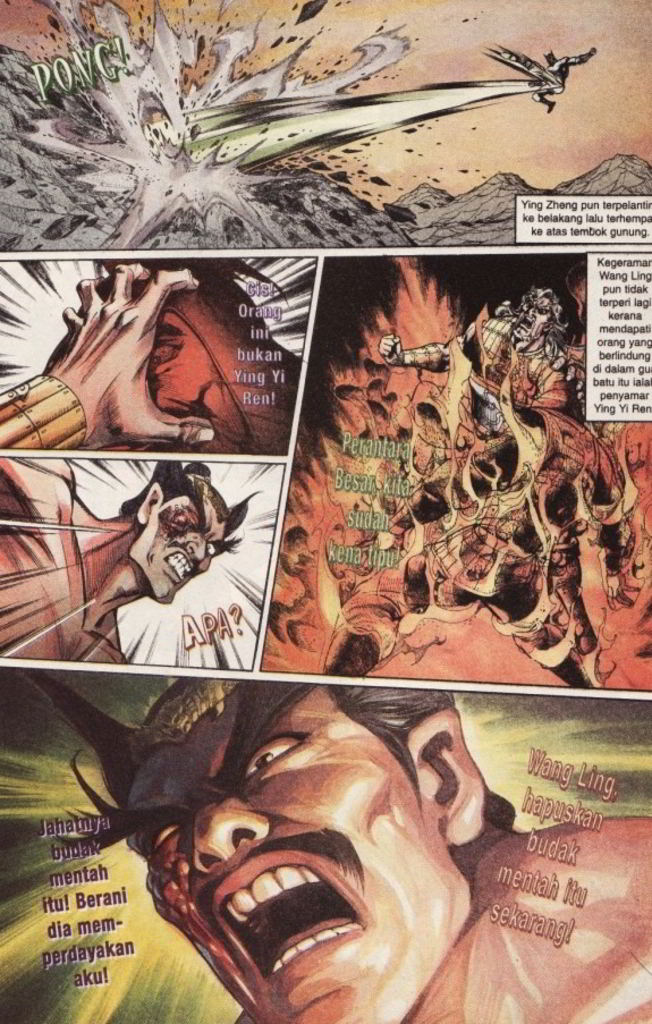 PONG!
Ying Zheng pun terpelantin
ke belakang lalu terhempa
ke atas tembok gunung.
Cis!
Orang
ini
bukan
Ying Yi
Ren!
Kegeraman
Wang Ling
pun tidak
terperi lagi
kerana
mendapati
orang yang
berlindung
di dalam gua
batu itu ialah
penyamar
Ying Yi Ren
Perantara
Besar, kita
sudah
kena tipu!
APA?
Wang Ling,
hapuskan
budak
mentah itu
sekarang!
Jahatnya
budak
mentah
itu! Berani
dia mem-
perdayakan
aku!